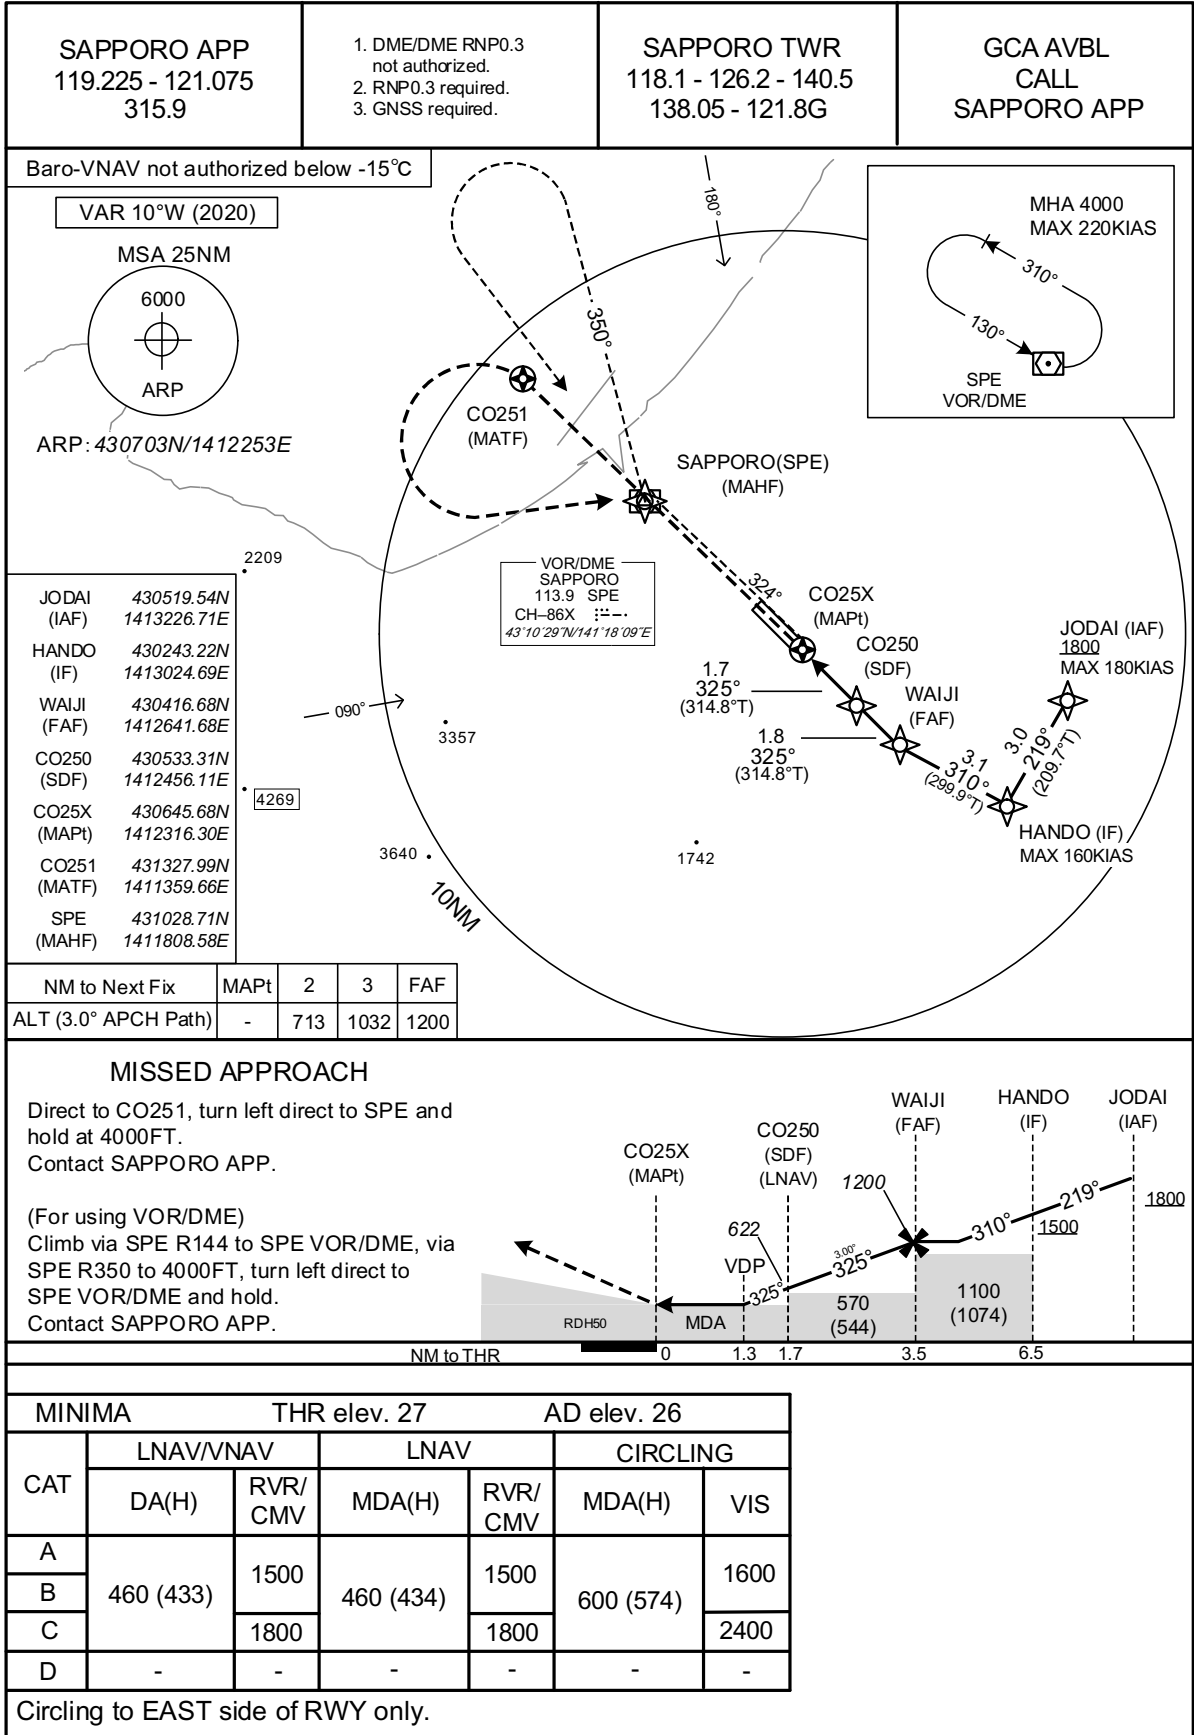 SAPPORO APP
119.225 - 121.075
315.9
1. DME/DME RNP0.3
not authorized.
2. RNP0.3 required.
3. GNSS required.
SAPPORO TWR
118.1 - 126.2 - 140.5
138.05 - 121.8G
GCA AVBL
CALL
SAPPORO APP
Baro-VNAV not authorized below -15°C
VAR 10°W (2020)
MSA 25NM
6000
ARP
ARP: 430703N/1412253E
180°
MHA 4000
MAX 220KIAS
310°
130°
SPE
VOR/DME
350°
CO251
(MATF)
SAPPORO(SPE)
(MAHF)
2209
VOR/DME
SAPPORO
113.9 SPE
CH–86X
43°10'29"N/141°18'09"E
324°
CO25X
(MAPt)
CO250
(SDF)
WAIJI
(FAF)
JODAI (IAF)
1800
MAX 180KIAS
1.7
325°
(314.8°T)
1.8
325°
(314.8°T)
3.1
310°
(299.9°T)
3.0
219°
(209.7°T)
HANDO (IF)
MAX 160KIAS
090°
3357
4269
3640
1742
10NM
JODAI 430519.54N
(IAF) 1413226.71E
HANDO 430243.22N
(IF) 1413024.69E
WAIJI 430416.68N
(FAF) 1412641.68E
CO250 430533.31N
(SDF) 1412456.11E
CO25X 430645.68N
(MAPt) 1412316.30E
CO251 431327.99N
(MATF) 1411359.66E
SPE 431028.71N
(MAHF) 1411808.58E
NM to Next Fix MAPt 2 3 FAF
ALT (3.0° APCH Path) - 713 1032 1200
MISSED APPROACH
Direct to CO251, turn left direct to SPE and
hold at 4000FT.
Contact SAPPORO APP.
(For using VOR/DME)
Climb via SPE R144 to SPE VOR/DME, via
SPE R350 to 4000FT, turn left direct to
SPE VOR/DME and hold.
Contact SAPPORO APP.
CO25X
(MAPt)
CO250
(SDF)
(LNAV)
WAIJI
(FAF)
HANDO
(IF)
JODAI
(IAF)
1200
622
VDP
325°
3.00°
325°
310°
219°
1500
1800
RDH50
MDA
570
(544)
1100
(1074)
NM to THR 0 1.3 1.7 3.5 6.5
MINIMA THR elev. 27 AD elev. 26
CAT LNAV/VNAV LNAV CIRCLING
DA(H) RVR/CMV MDA(H) RVR/CMV MDA(H) VIS
A
B 460 (433) 1500 460 (434) 1500 600 (574) 1600
C 1800 1800 2400
D - - - - - -
Circling to EAST side of RWY only.